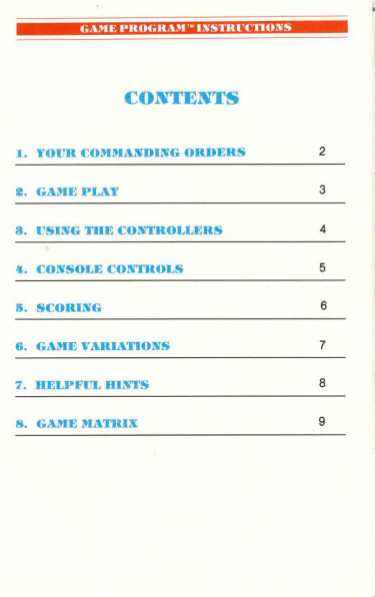 GAME PROGRAM™ INSTRUCTIONS
CONTENTS
1. YOUR COMMANDING ORDERS 2
2. GAME PLAY 3
3. USING THE CONTROLLERS 4
4. CONSOLE CONTROLS 5
5. SCORING 6
6. GAME VARIATIONS 7
7. HELPFUL HINTS 8
8. GAME MATRIX 9